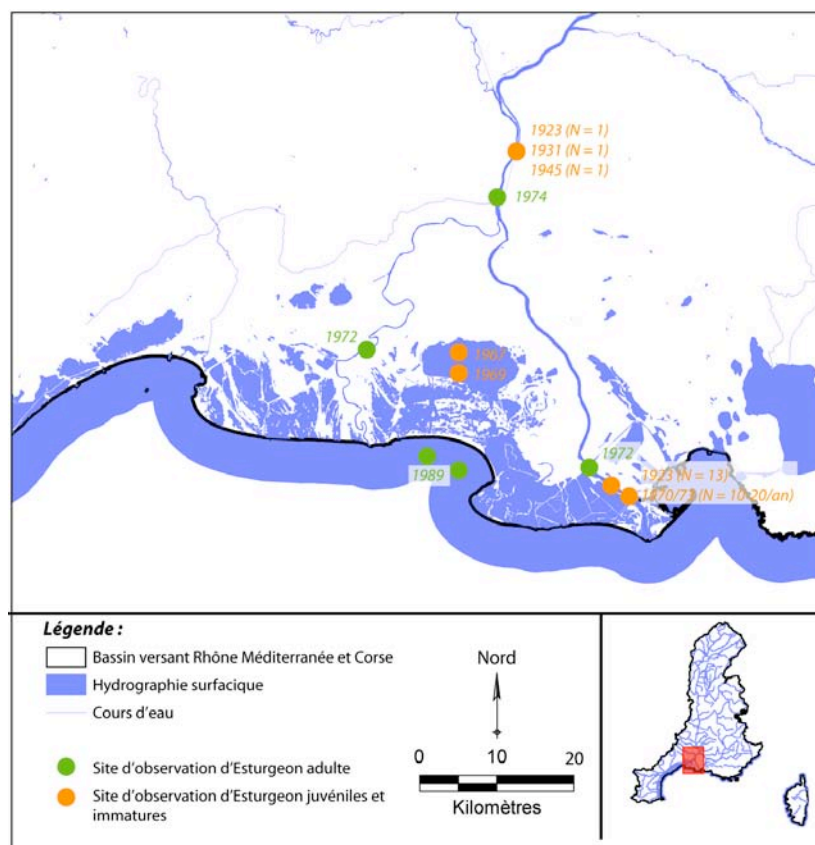 1923 (N = 1)
1931 (N = 1)
1945 (N = 1)
1974
1972
1967
1969
1972
1989
1923 (N = 13)
1970/73 (N = 10-20/an)
Légende :
Bassin versant Rhône Méditerranée et Corse
Hydrographie surfacique
Cours d'eau
Site d'observation d'Esturgeon adulte
Site d'observation d'Esturgeon juvéniles et
immatures
Nord
0 10 20
Kilomètres